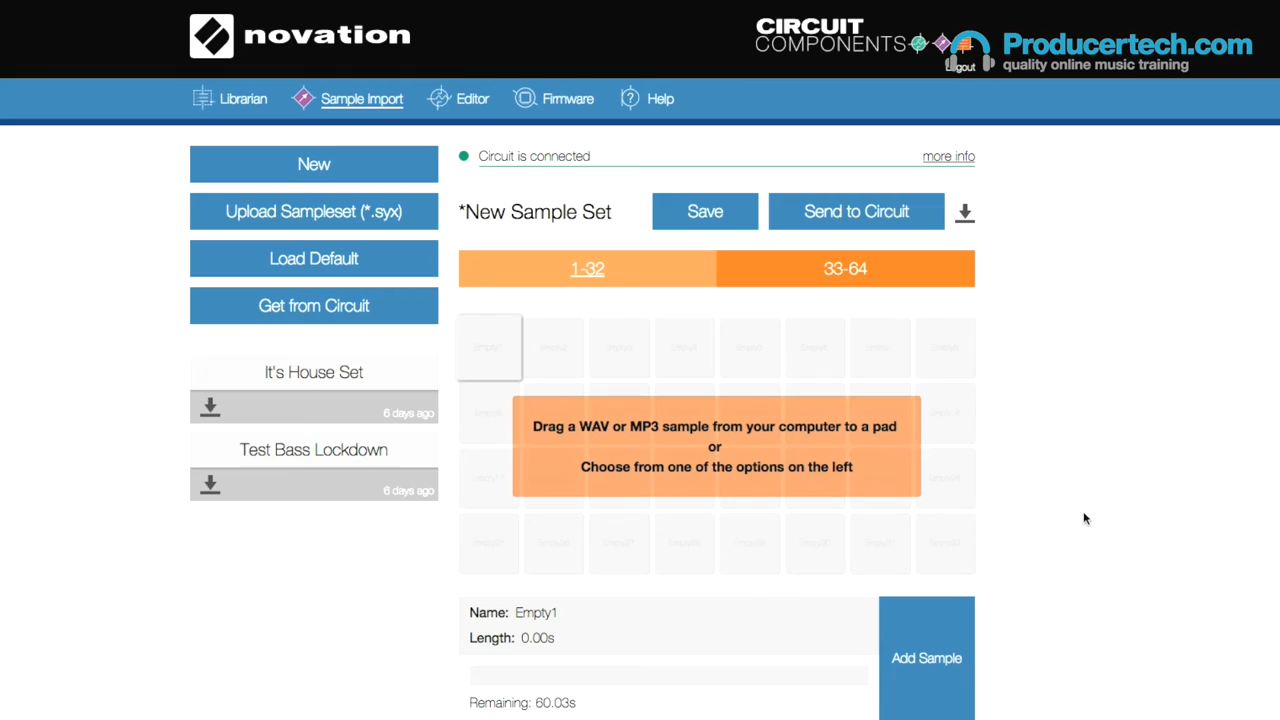 novation
CIRCUIT
COMPONENTS
Producertech.com
quality online music training
Logout
Librarian
Sample Import
Editor
Firmware
Help
New
Upload Sampleset (*.syx)
Load Default
Get from Circuit
It's House Set
6 days ago
Test Bass Lockdown
6 days ago
Circuit is connected
more info
*New Sample Set
Save
Send to Circuit
1-32
33-64
Drag a WAV or MP3 sample from your computer to a pad
or
Choose from one of the options on the left
Name: Empty1
Length: 0.00s
Remaining: 60.03s
Add Sample